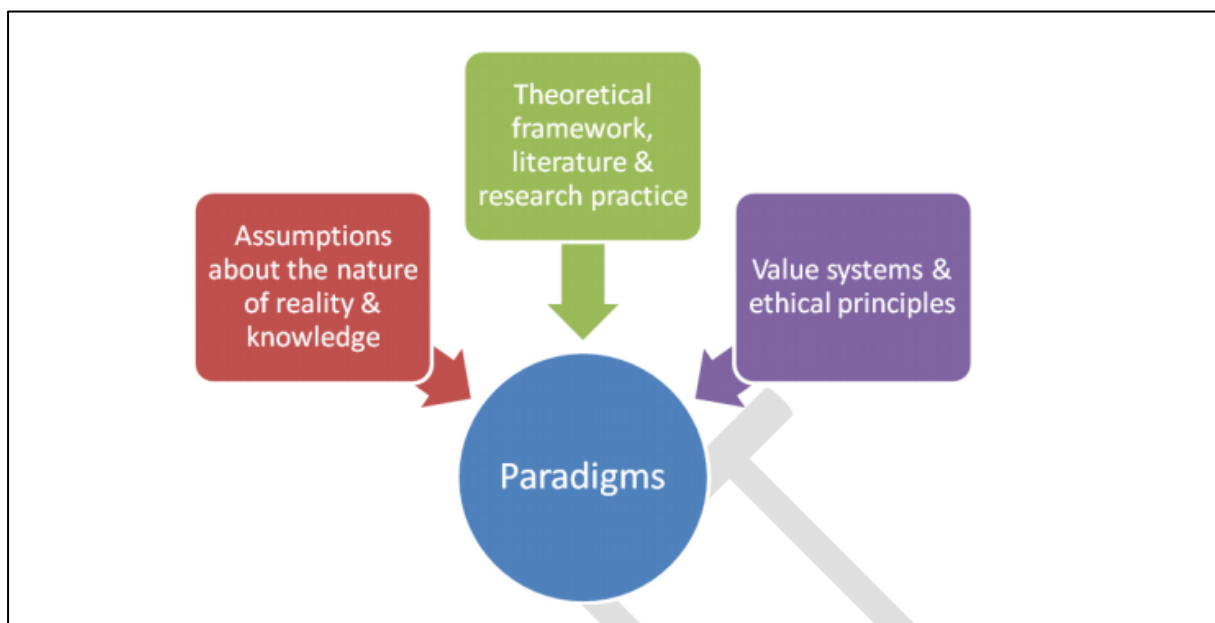 Theoretical
framework,
literature &
research practice
Assumptions
about the nature
of reality &
knowledge
Value systems &
ethical principles
Paradigms